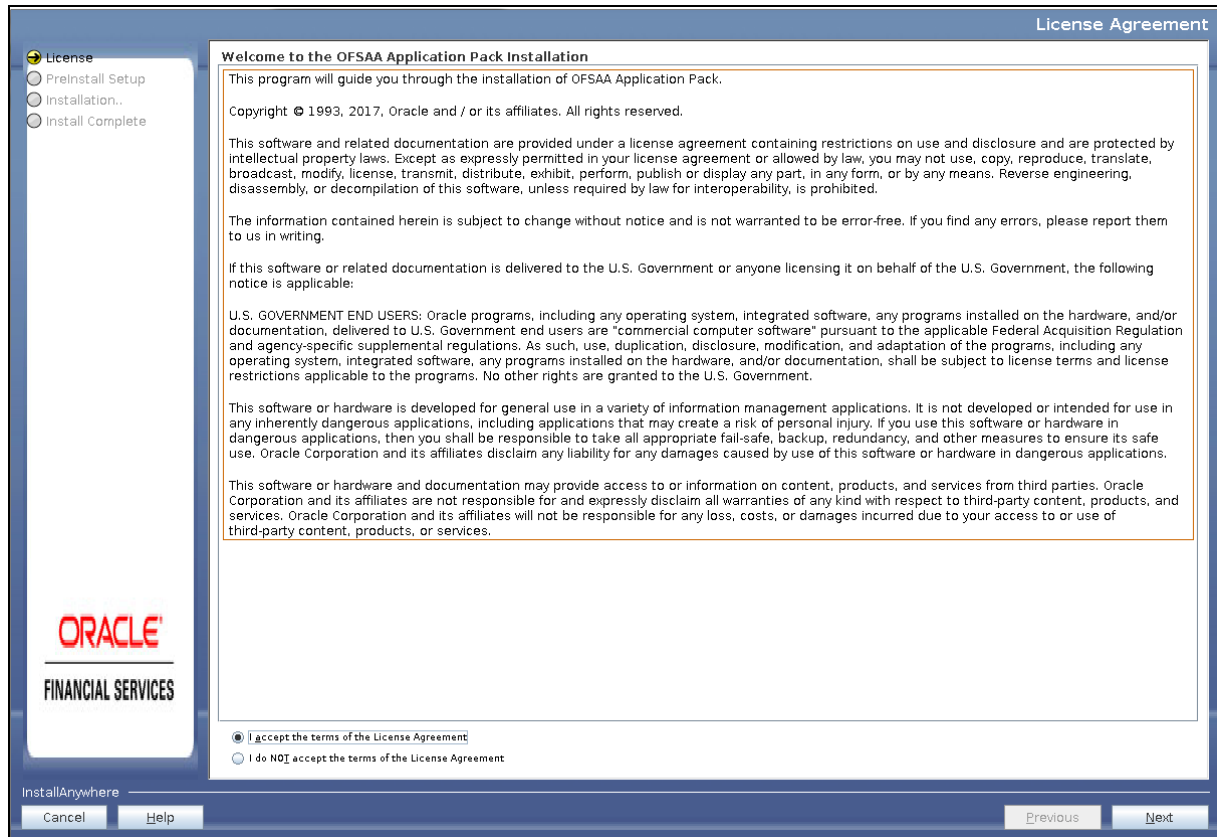 License Agreement
License
PreInstall Setup
Installation..
Install Complete
ORACLE'
FINANCIAL SERVICES
Welcome to the OFSAA Application Pack Installation
This program will guide you through the installation of OFSAA Application Pack.
Copyright © 1993, 2017, Oracle and / or its affiliates. All rights reserved.
This software and related documentation are provided under a license agreement containing restrictions on use and disclosure and are protected by
intellectual property laws. Except as expressly permitted in your license agreement or allowed by law, you may not use, copy, reproduce, translate,
broadcast, modify, license, transmit, distribute, exhibit, perform, publish or display any part, in any form, or by any means. Reverse engineering,
disassembly, or decompilation of this software, unless required by law for interoperability, is prohibited.
The information contained herein is subject to change without notice and is not warranted to be error-free. If you find any errors, please report them
to us in writing.
If this software or related documentation is delivered to the U.S. Government or anyone licensing it on behalf of the U.S. Government, the following
notice is applicable:
U.S. GOVERNMENT END USERS: Oracle programs, including any operating system, integrated software, any programs installed on the hardware, and/or
documentation, delivered to U.S. Government end users are "commercial computer software" pursuant to the applicable Federal Acquisition Regulation
and agency-specific supplemental regulations. As such, use, duplication, disclosure, modification, and adaptation of the programs, including any
operating system, integrated software, any programs installed on the hardware, and/or documentation, shall be subject to license terms and license
restrictions applicable to the programs. No other rights are granted to the U.S. Government.
This software or hardware is developed for general use in a variety of information management applications. It is not developed or intended for use in
any inherently dangerous applications, including applications that may create a risk of personal injury. If you use this software or hardware in
dangerous applications, then you shall be responsible to take all appropriate fail-safe, backup, redundancy, and other measures to ensure its safe
use. Oracle Corporation and its affiliates disclaim any liability for any damages caused by use of this software or hardware in dangerous applications.
This software or hardware and documentation may provide access to or information on content, products, and services from third parties. Oracle
Corporation and its affiliates are not responsible for and expressly disclaim all warranties of any kind with respect to third-party content, products, and
services. Oracle Corporation and its affiliates will not be responsible for any loss, costs, or damages incurred due to your access to or use of
third-party content, products, or services.
I accept the terms of the License Agreement
I do NOT accept the terms of the License Agreement
InstallAnywhere
Cancel
Help
Previous
Next